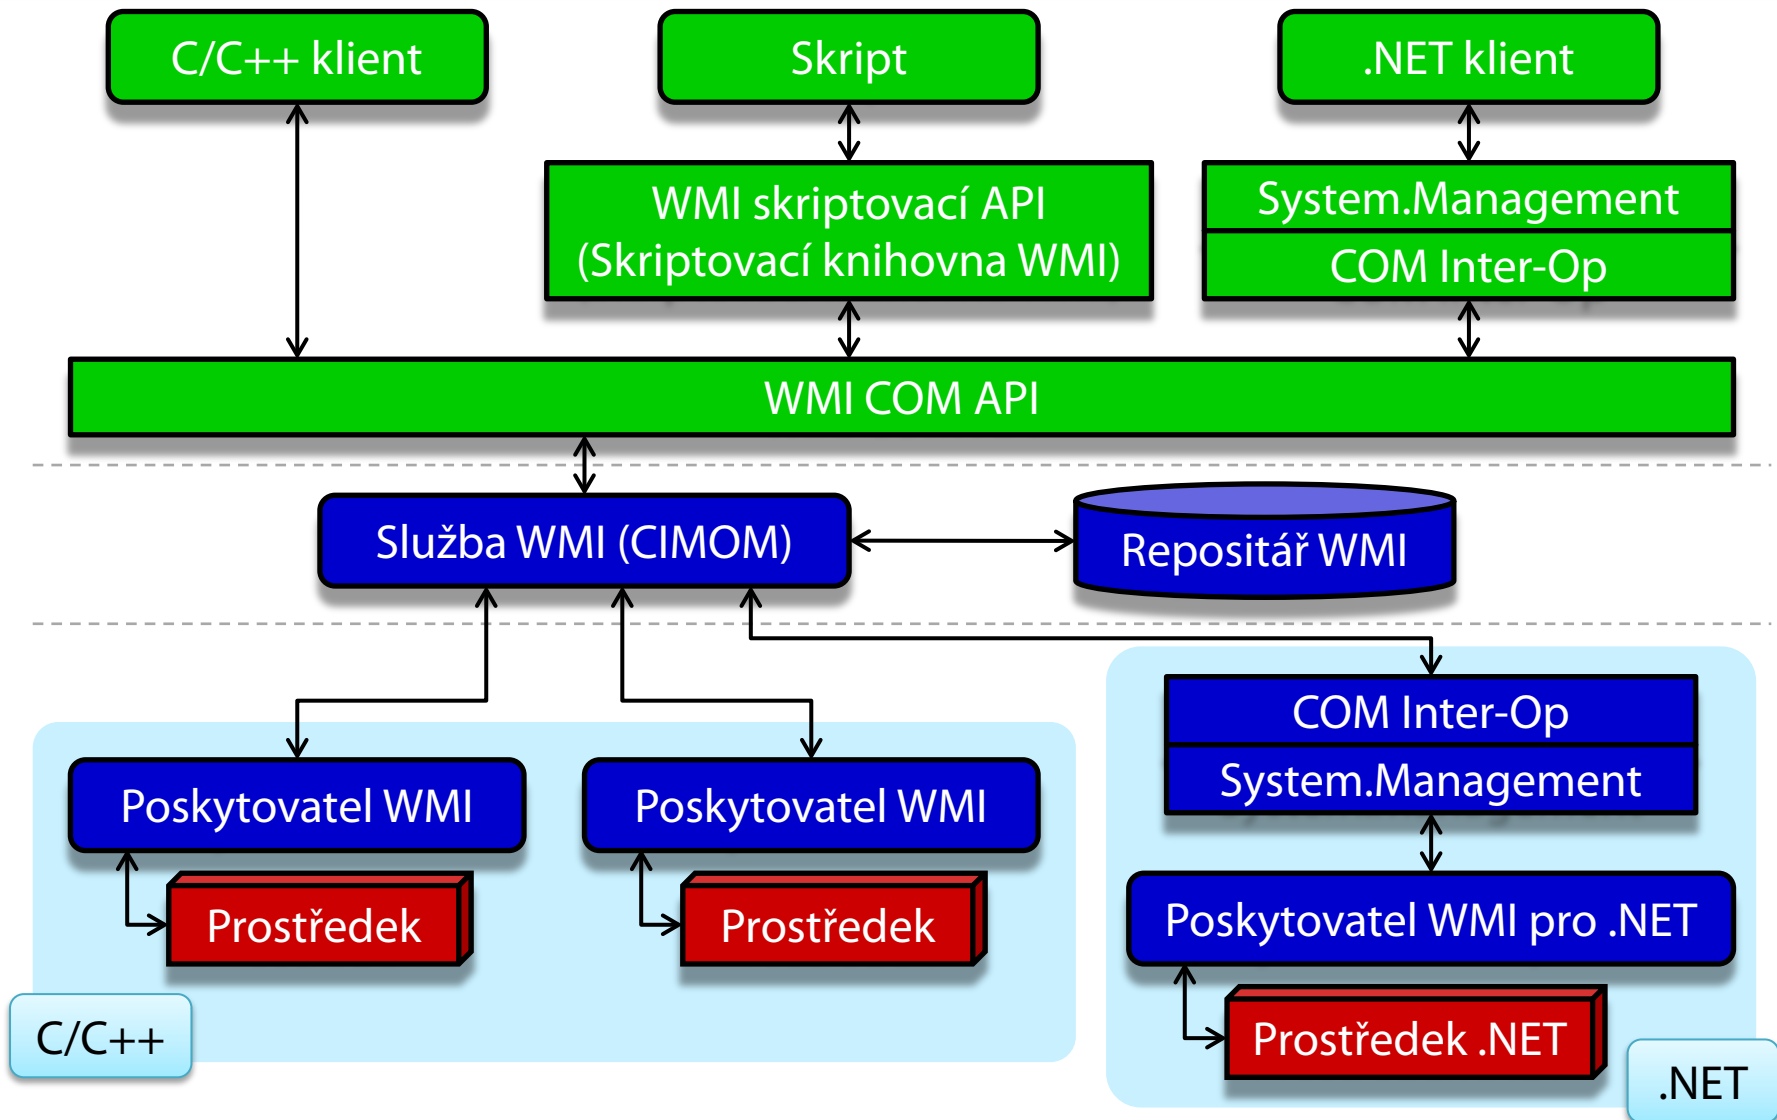 C/C++ klient
Skript
.NET klient
WMI skriptovací API
(Skriptovací knihovna WMI)
System.Management
COM Inter-Op
WMI COM API
Služba WMI (CIMOM)
Repositář WMI
COM Inter-Op
System.Management
Poskytovatel WMI
Poskytovatel WMI
Poskytovatel WMI pro .NET
Prostředek
Prostředek
Prostředek .NET
C/C++
.NET